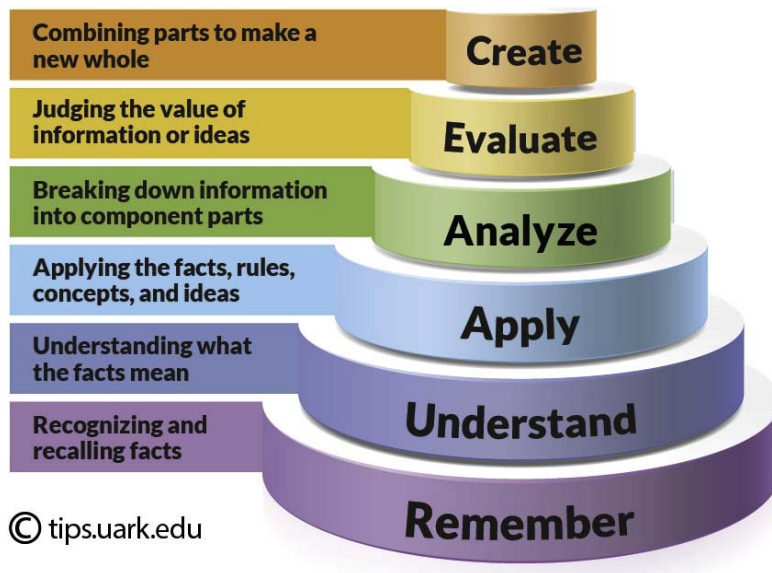 Combining parts to make a
new whole
Create
Judging the value of
information or ideas
Evaluate
Breaking down information
into component parts
Analyze
Applying the facts, rules,
concepts, and ideas
Apply
Understanding what
the facts mean
Understand
Recognizing and
recalling facts
Remember
© tips.uark.edu